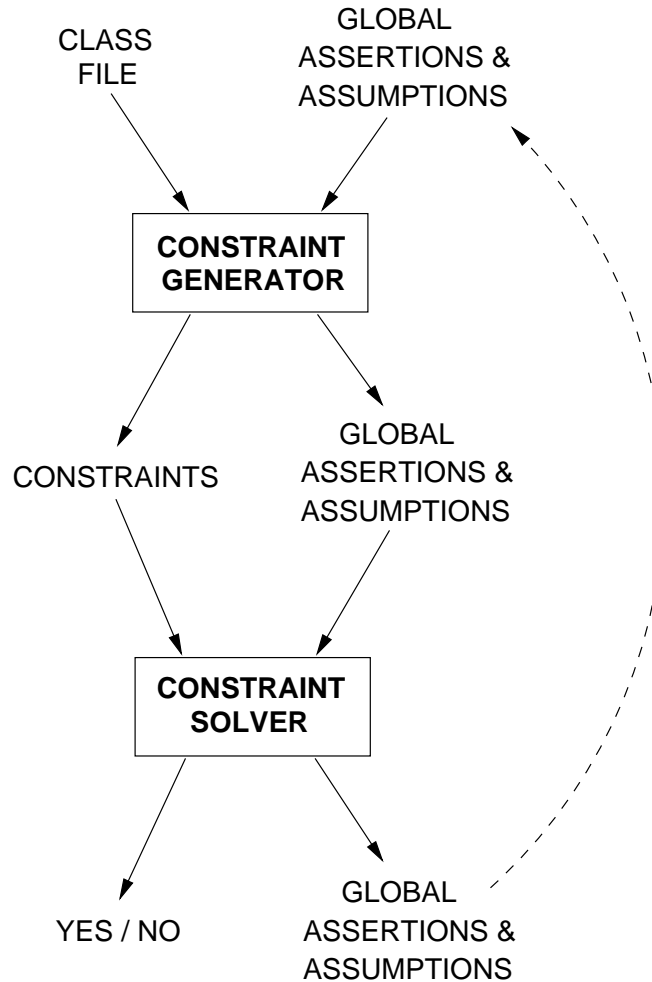 CLASS
FILE
GLOBAL
ASSERTIONS &
ASSUMPTIONS
CONSTRAINT
GENERATOR
CONSTRAINTS
GLOBAL
ASSERTIONS &
ASSUMPTIONS
CONSTRAINT
SOLVER
YES / NO
GLOBAL
ASSERTIONS &
ASSUMPTIONS